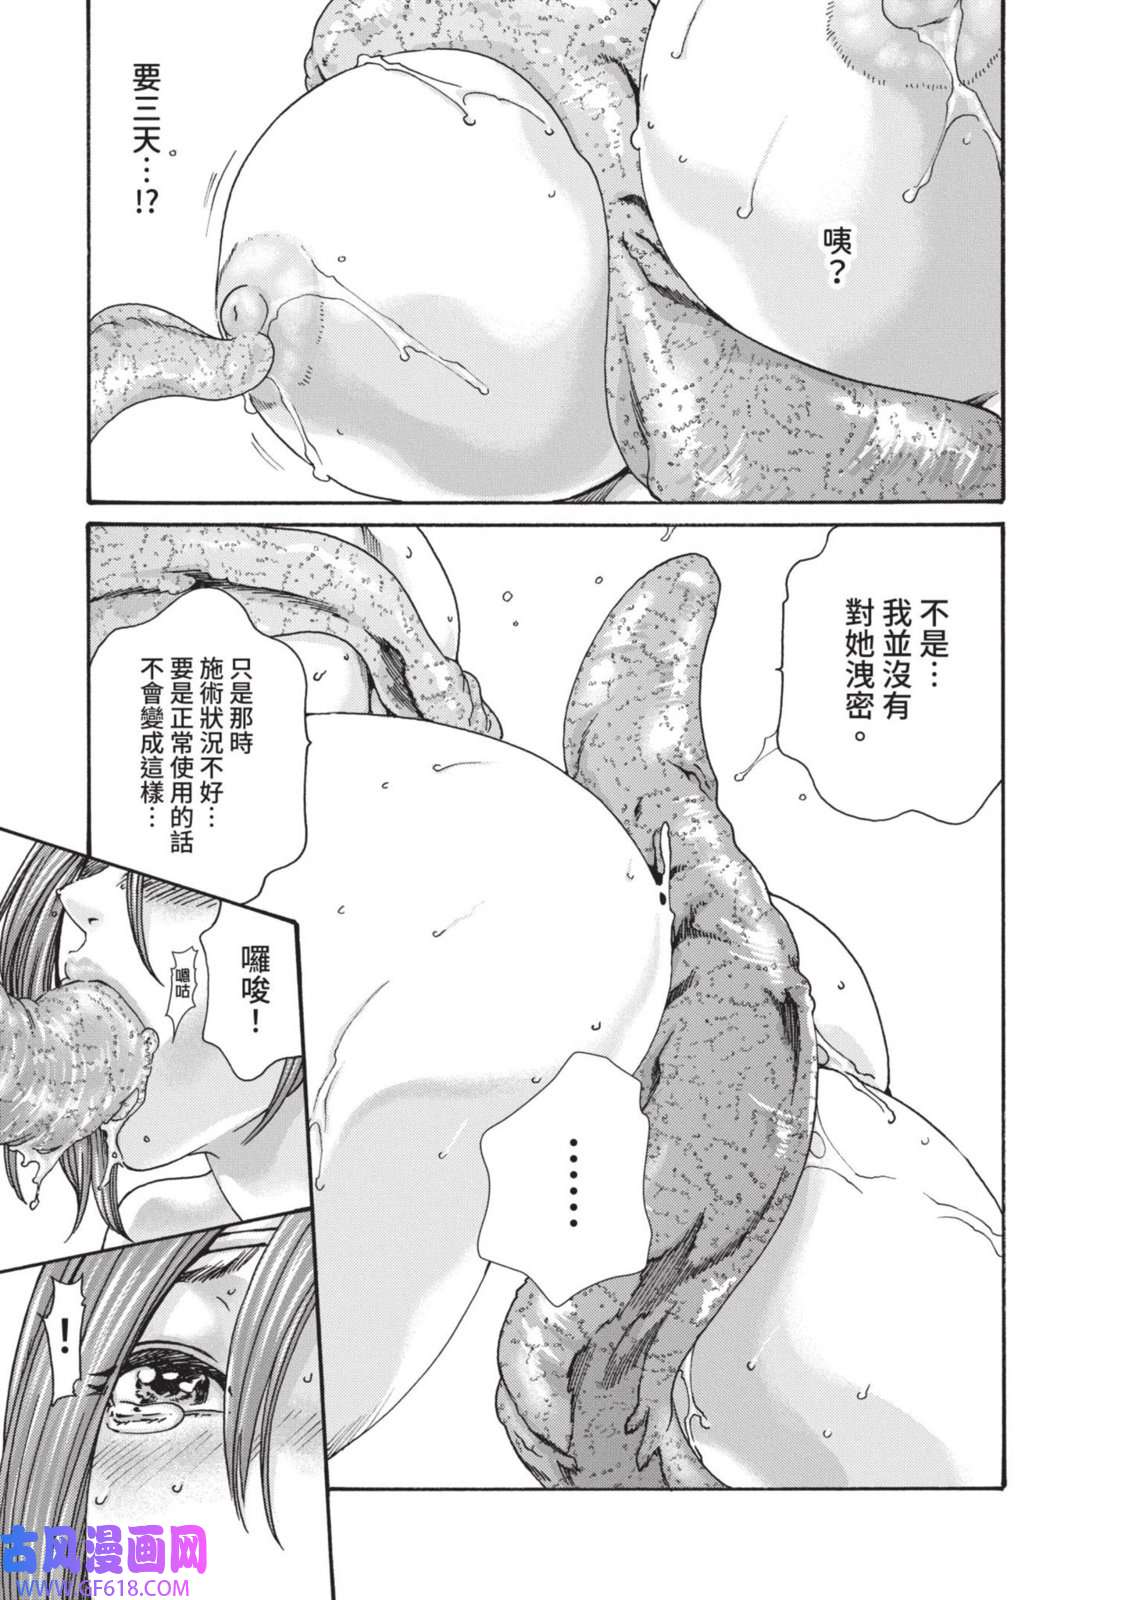 咦？
要三天…!?
不是…
我並沒有
對她洩密。
只是那時
施術狀況不好…
要是正常使用的話
不會變成這樣…
……
囉唆！
嗢咕
！
古风漫画网
WWW.GF618.COM